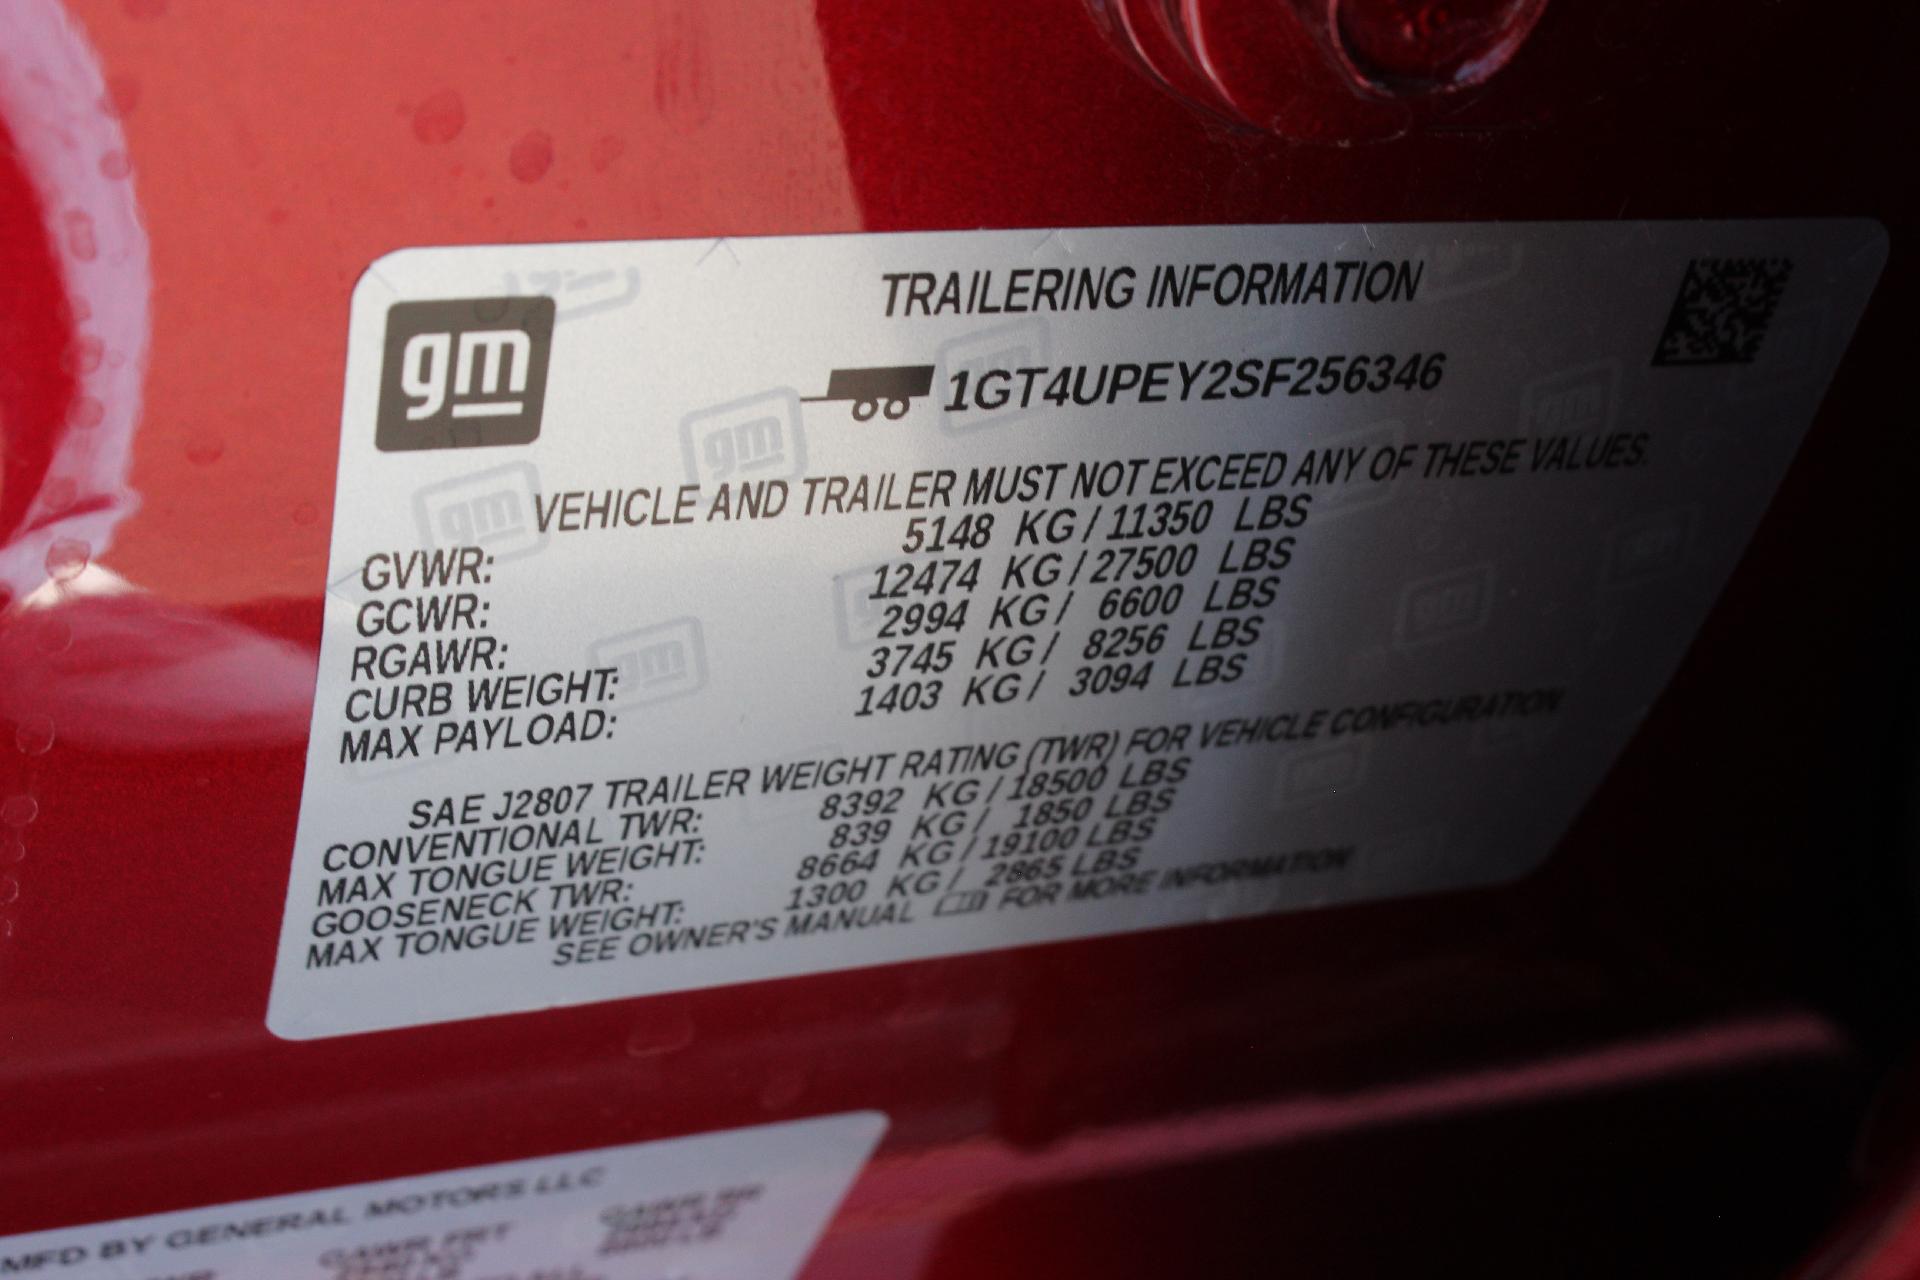 gm
TRAILERING INFORMATION
1GT4UPEY2SF256346
VEHICLE AND TRAILER MUST NOT EXCEED ANY OF THESE VALUES.
GVWR: 5148 KG / 11350 LBS
GCWR: 12474 KG / 27500 LBS
RGAWR: 2994 KG / 6600 LBS
CURB WEIGHT: 3745 KG / 8256 LBS
MAX PAYLOAD: 1403 KG / 3094 LBS
SAE J2807 TRAILER WEIGHT RATING (TWR) FOR VEHICLE CONFIGURATION
CONVENTIONAL TWR: 8392 KG / 18500 LBS
MAX TONGUE WEIGHT: 839 KG / 1850 LBS
GOOSENECK TWR: 8664 KG / 19100 LBS
MAX TONGUE WEIGHT: 1300 KG / 2865 LBS
SEE OWNER'S MANUAL FOR MORE INFORMATION
MFD BY GENERAL MOTORS LLC
GAWR FRT GAWR RR